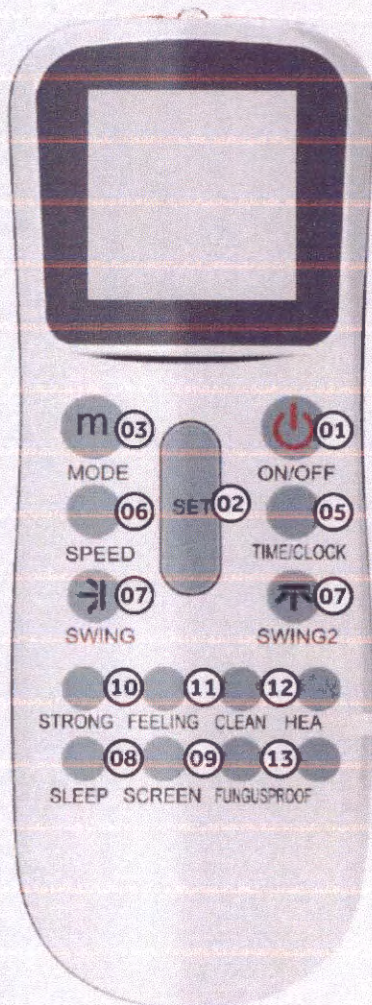 m 03 01
MODE ON/OFF
SET 02
06 05
SPEED TIME/CLOCK
07 07
SWING SWING2
10 11 12
STRONG FEELING CLEAN HEA
08 09 13
SLEEP SCREEN FUNGUSPROOF